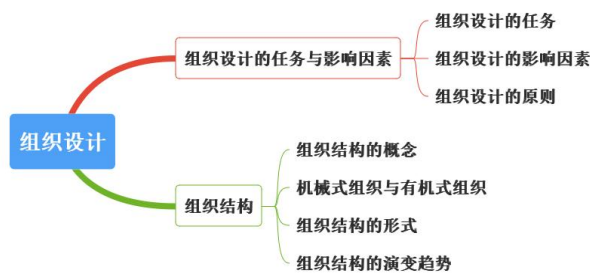 组织设计
组织设计的任务与影响因素
组织设计的任务
组织设计的影响因素
组织设计的原则
组织结构
组织结构的概念
机械式组织与有机式组织
组织结构的形式
组织结构的演变趋势